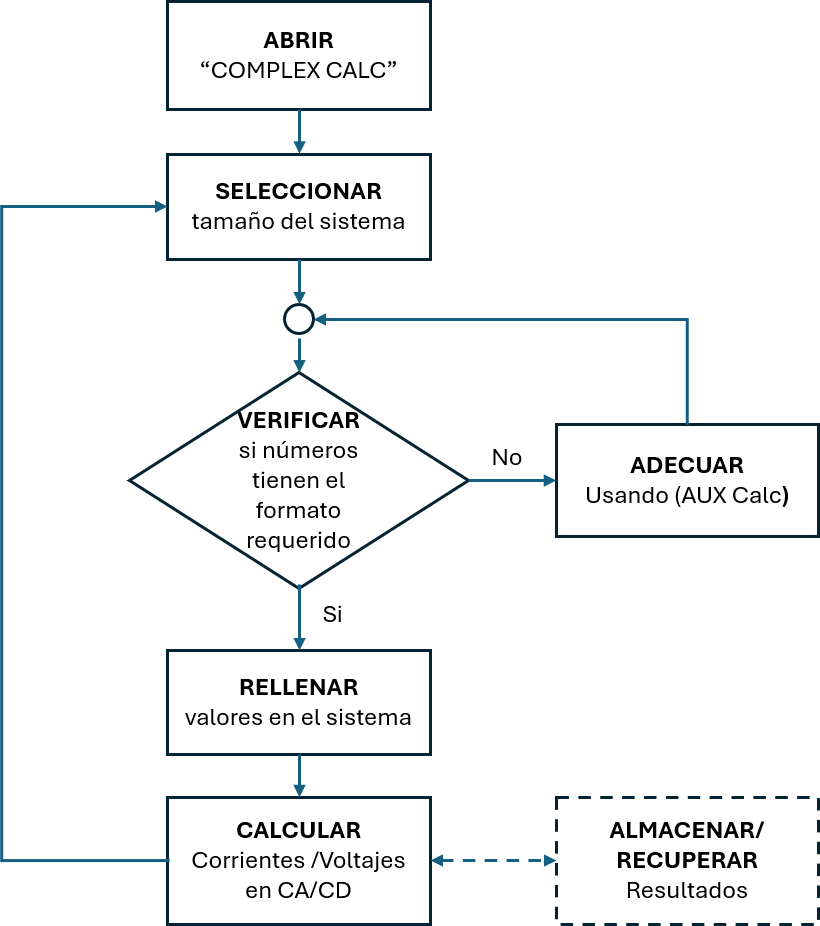 ABRIR
“COMPLEX CALC”
SELECCIONAR
tamaño del sistema
VERIFICAR
si números
tienen el
formato
requerido
No
ADECUAR
Usando (AUX Calc)
Si
RELLENAR
valores en el sistema
CALCULAR
Corrientes /Voltajes
en CA/CD
ALMACENAR/
RECUPERAR
Resultados